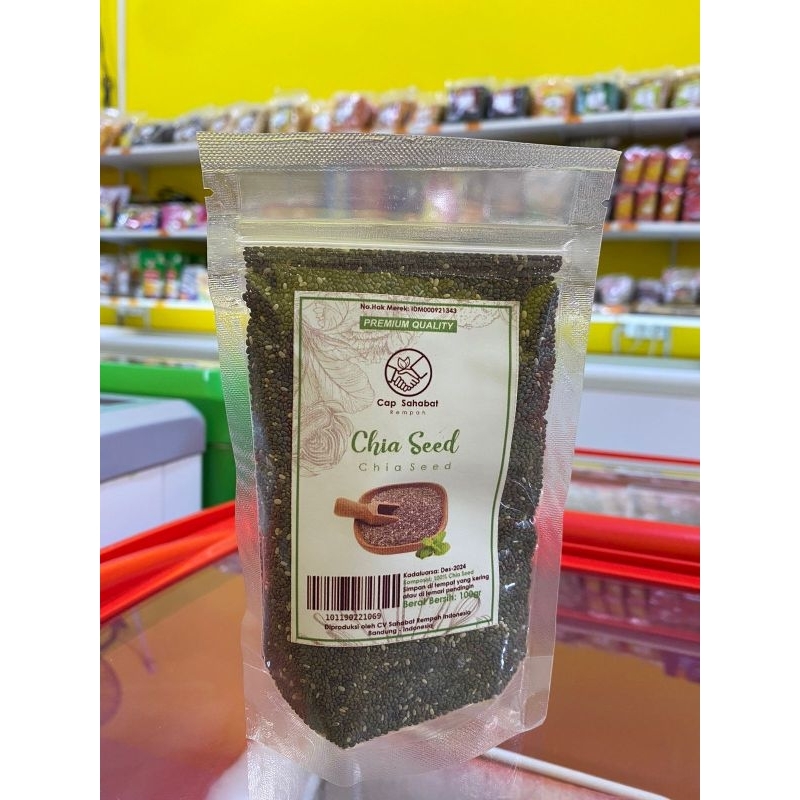 No.Hak Merek: IDM000921343
PREMIUM QUALITY
Cap Sahabat
Rempah
Chia Seed
Chia Seed
Kadaluarsa: Des-2024
Komposisi: 100% Chia Seed
Simpan di tempat yang kering
atau di lemari pendingin
Berat Bersih: 100gr
101190221069
Diproduksi oleh CV Sahabat Rempah Indonesia
Bandung - Indonesia